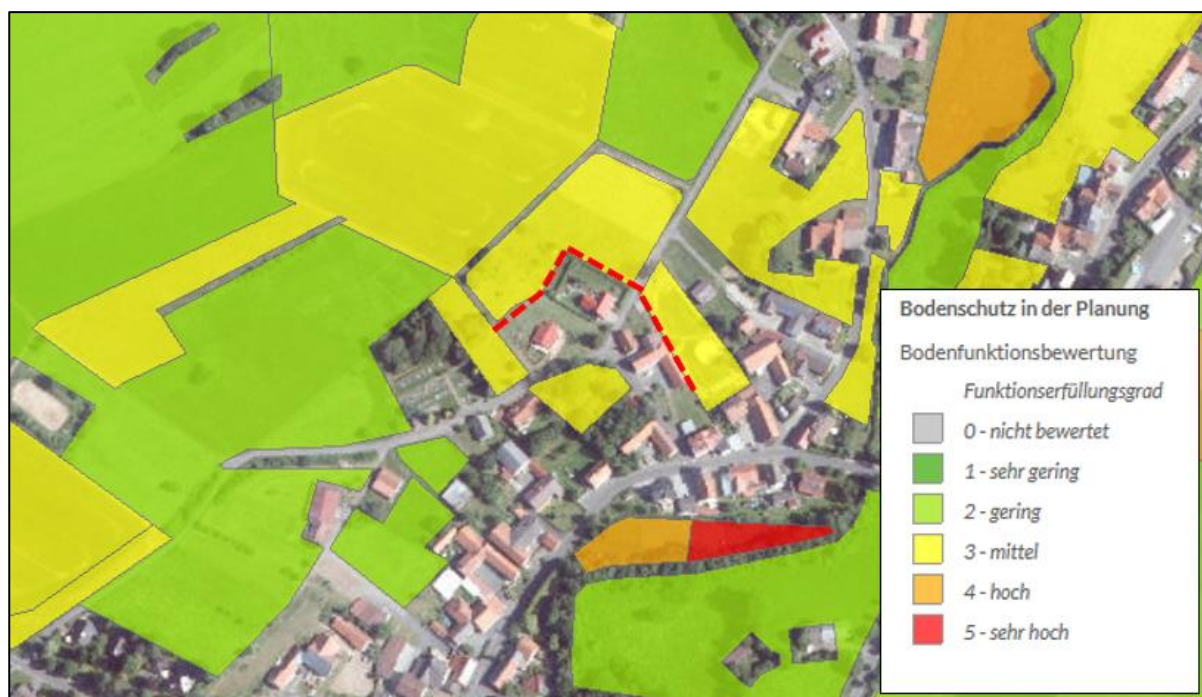 Bodenschutz in der Planung
Bodenfunktionsbewertung
Funktionserfüllungsgrad
0 - nicht bewertet
1 - sehr gering
2 - gering
3 - mittel
4 - hoch
5 - sehr hoch